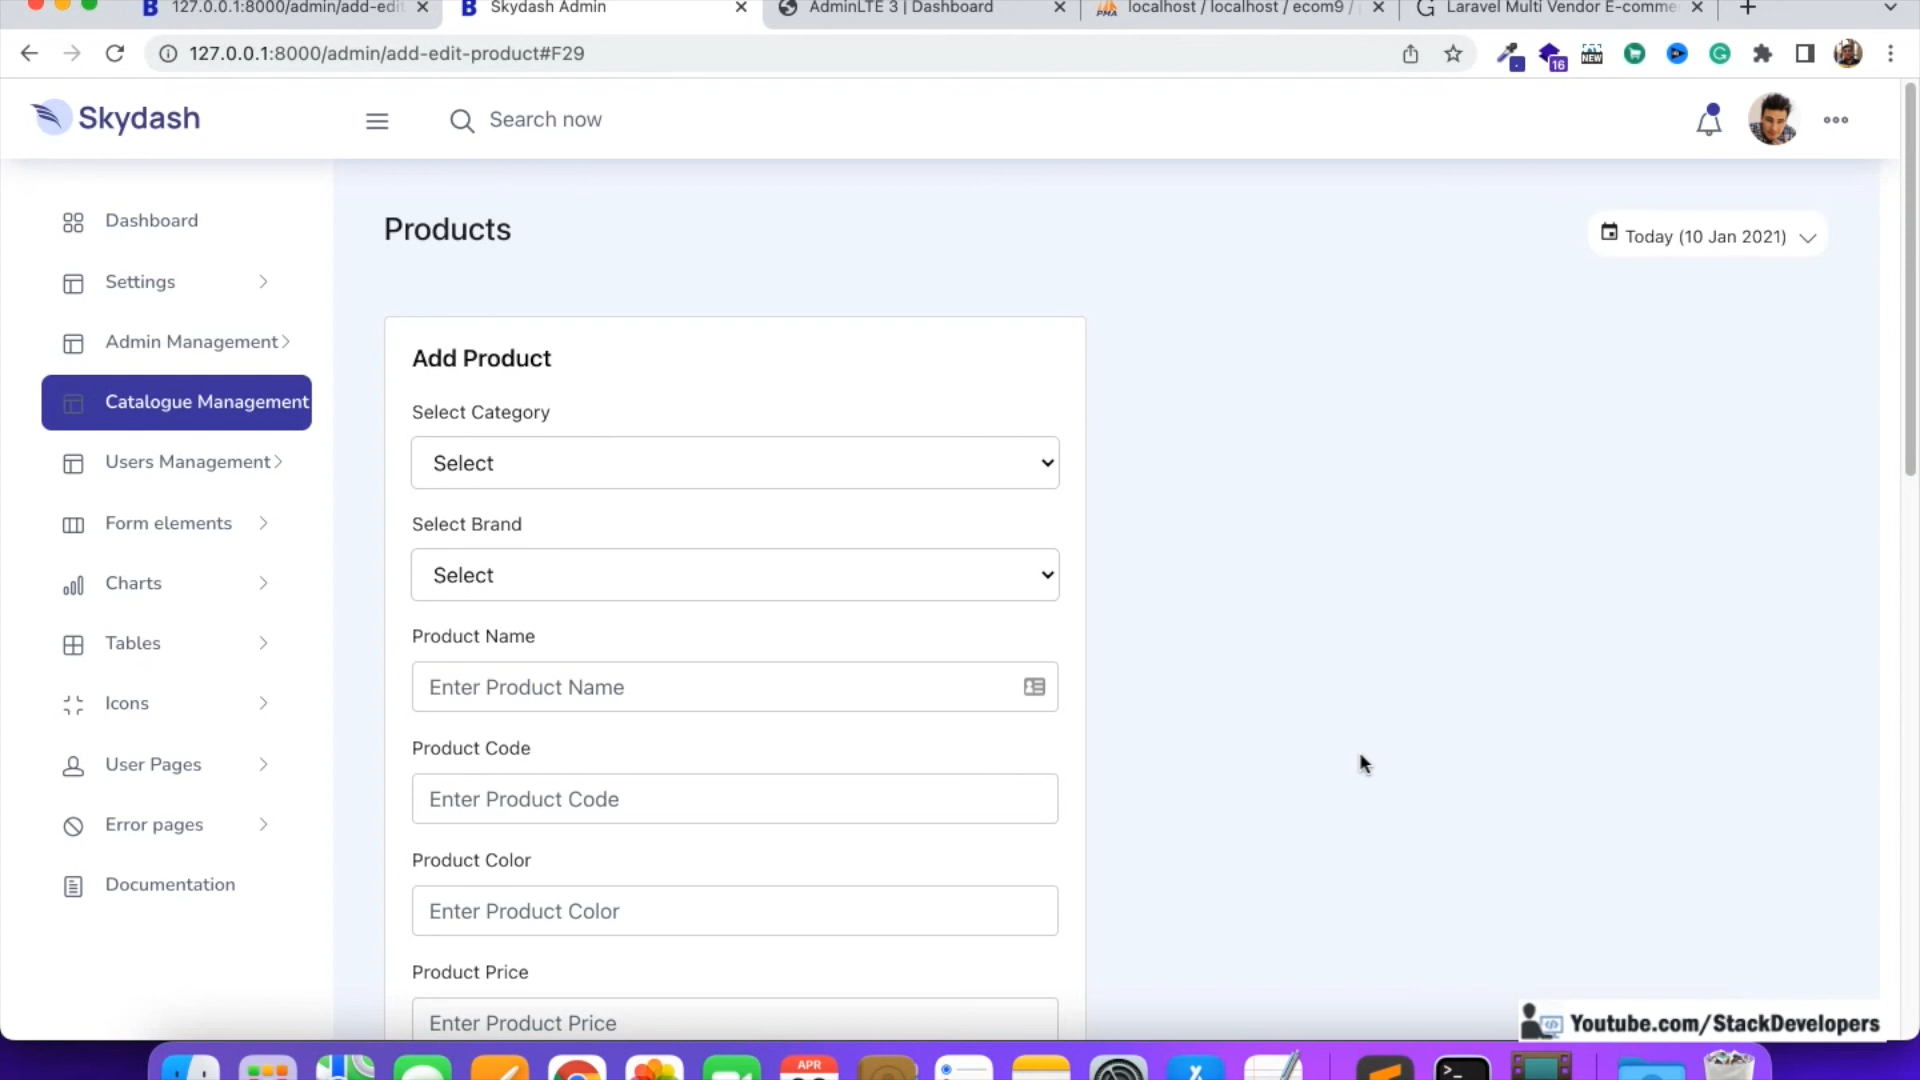 127.0.0.1:8000/admin/add-edit
Skydash Admin
AdminLTE 3 | Dashboard
localhost / localhost / ecom9 /
Laravel Multi Vendor E-comme
127.0.0.1:8000/admin/add-edit-product#F29
16
NEW
Skydash
Search now
Dashboard
Settings
Admin Management
Catalogue Management
Users Management
Form elements
Charts
Tables
Icons
User Pages
Error pages
Documentation
Products
Today (10 Jan 2021)
Add Product
Select Category
Select
Select Brand
Select
Product Name
Enter Product Name
Product Code
Enter Product Code
Product Color
Enter Product Color
Product Price
Enter Product Price
Youtube.com/StackDevelopers
APR